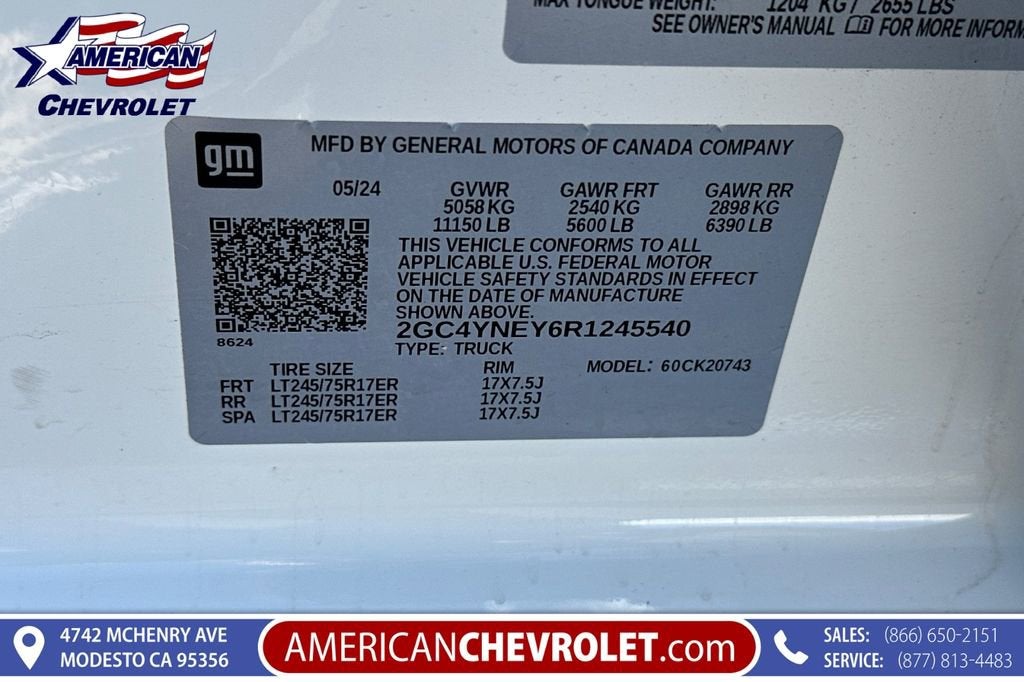 MAX TONGUE WEIGHT: 1204 KG / 2655 LBS
SEE OWNER'S MANUAL FOR MORE INFORM
AMERICAN
CHEVROLET
gm
MFD BY GENERAL MOTORS OF CANADA COMPANY
05/24 GVWR GAWR FRT GAWR RR
5058 KG 2540 KG 2898 KG
11150 LB 5600 LB 6390 LB
THIS VEHICLE CONFORMS TO ALL
APPLICABLE U.S. FEDERAL MOTOR
VEHICLE SAFETY STANDARDS IN EFFECT
ON THE DATE OF MANUFACTURE
SHOWN ABOVE.
2GC4YNEY6R1245540
8624
TYPE: TRUCK
TIRE SIZE RIM MODEL: 60CK20743
FRT LT245/75R17ER 17X7.5J
RR LT245/75R17ER 17X7.5J
SPA LT245/75R17ER 17X7.5J
4742 MCHENRY AVE
MODESTO CA 95356
AMERICANCHEVROLET.com
SALES: (866) 650-2151
SERVICE: (877) 813-4483